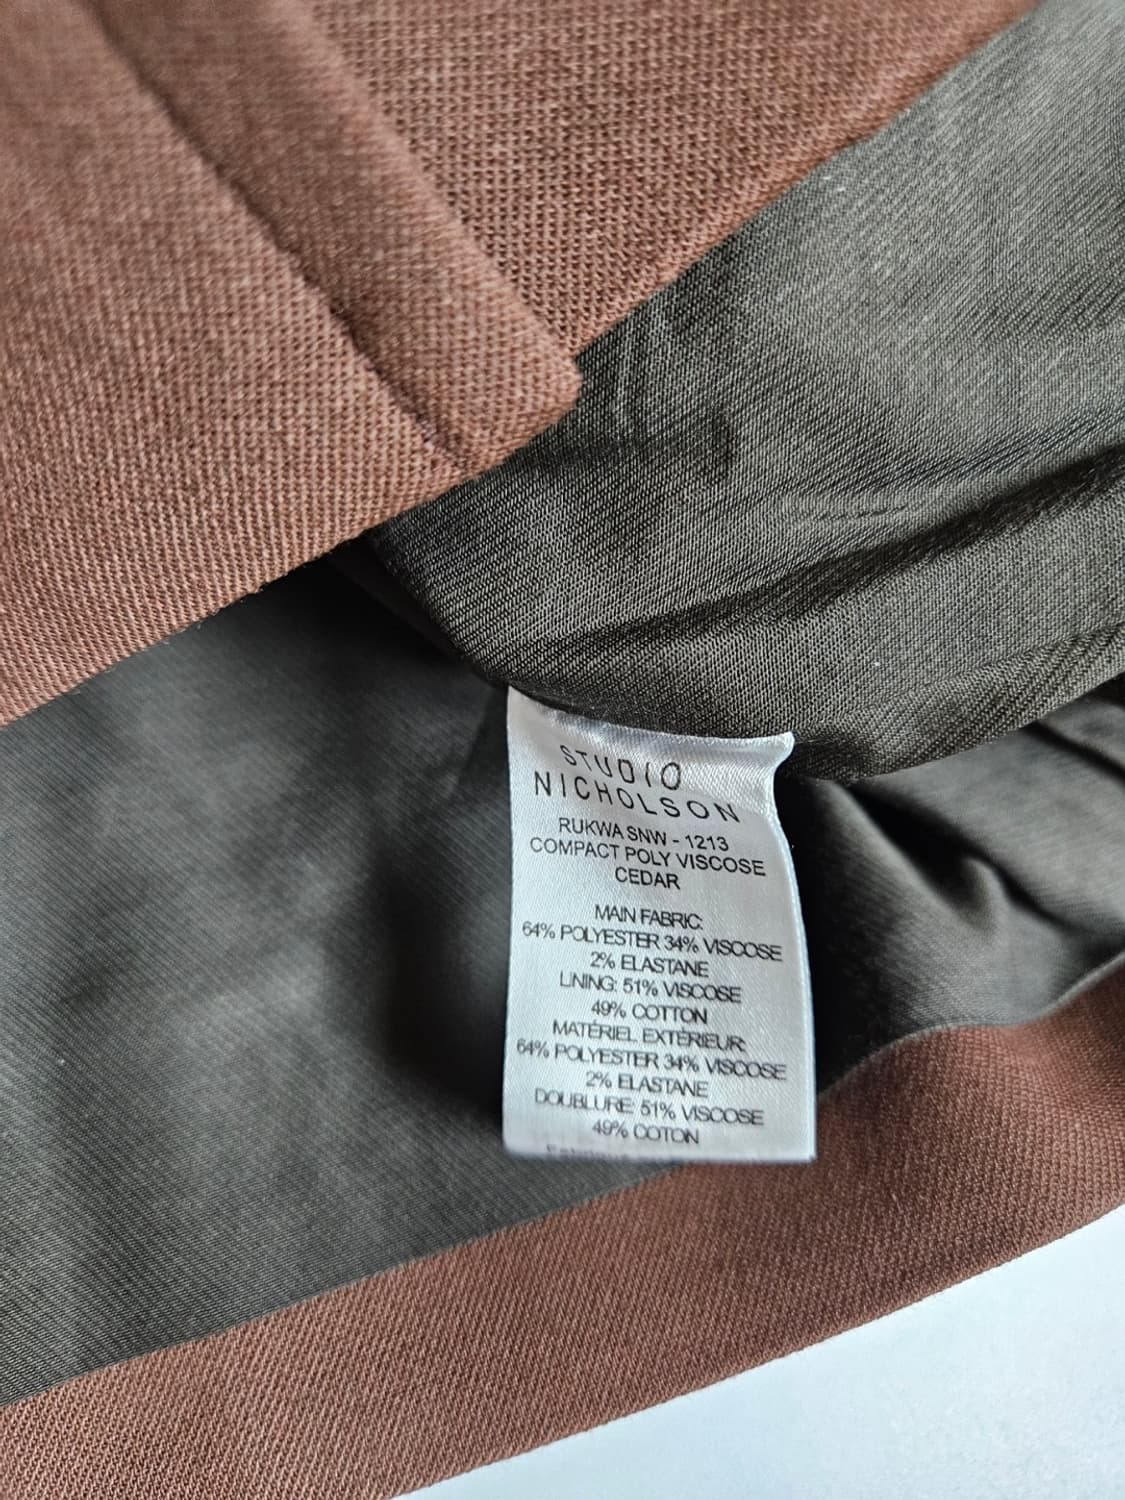 STUDIO
NICHOLSON
RUKWA SNW - 1213
COMPACT POLY VISCOSE
CEDAR
MAIN FABRIC:
64% POLYESTER 34% VISCOSE
2% ELASTANE
LINING: 51% VISCOSE
49% COTTON
MATÉRIEL EXTÉRIEUR:
64% POLYESTER 34% VISCOSE
2% ELASTANE
DOUBLURE: 51% VISCOSE
49% COTON